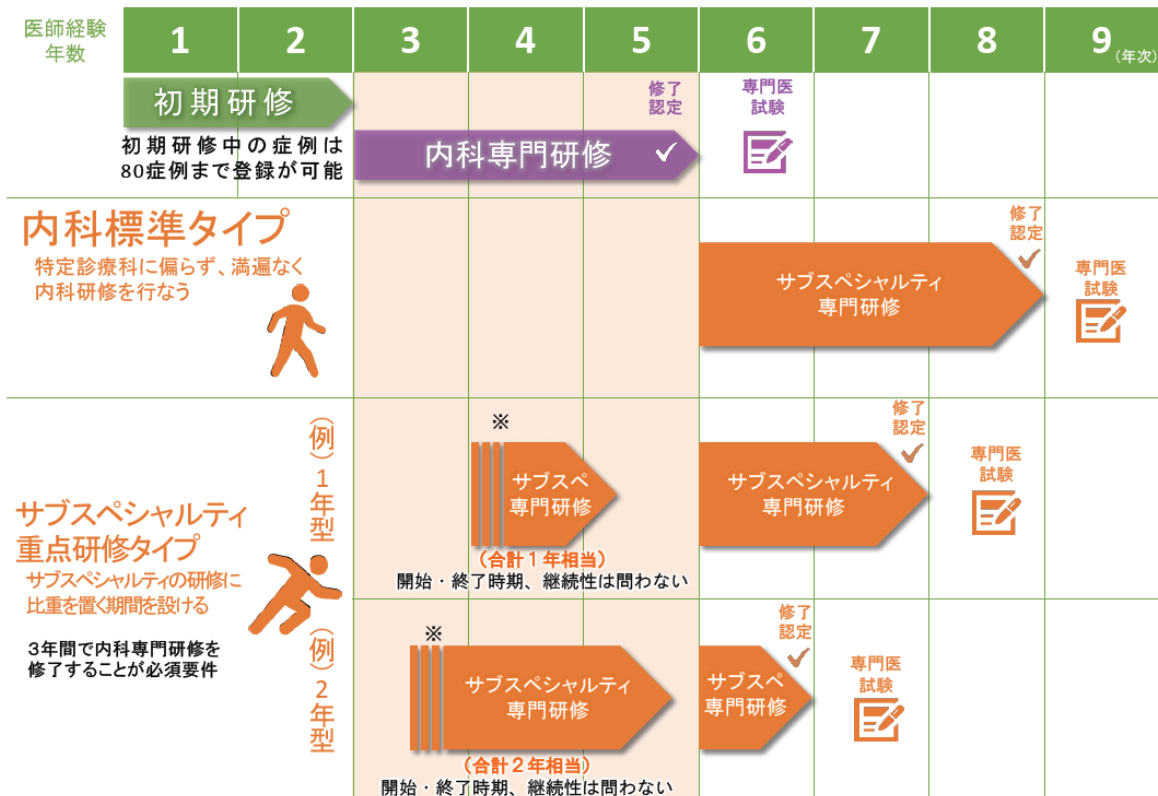 医師経験
年数
1 2 3 4 5 6 7 8 9(年次)
初期研修
初期研修中の症例は
80症例まで登録が可能
修了
認定
内科専門研修
専門医
試験
内科標準タイプ
特定診療科に偏らず、満遍なく
内科研修を行なう
サブスペシャルティ
専門研修
修了
認定
専門医
試験
サブスペシャルティ
重点研修タイプ
サブスペシャルティの研修に
比重を置く期間を設ける
3年間で内科専門研修を
修了することが必須要件
(例)1年型
※
サブスペ
専門研修
(合計1年相当)
開始・終了時期、継続性は問わない
サブスペシャルティ
専門研修
修了
認定
専門医
試験
(例)2年型
※
サブスペシャルティ
専門研修
(合計2年相当)
開始・終了時期、継続性は問わない
サブスペ
専門研修
修了
認定
専門医
試験